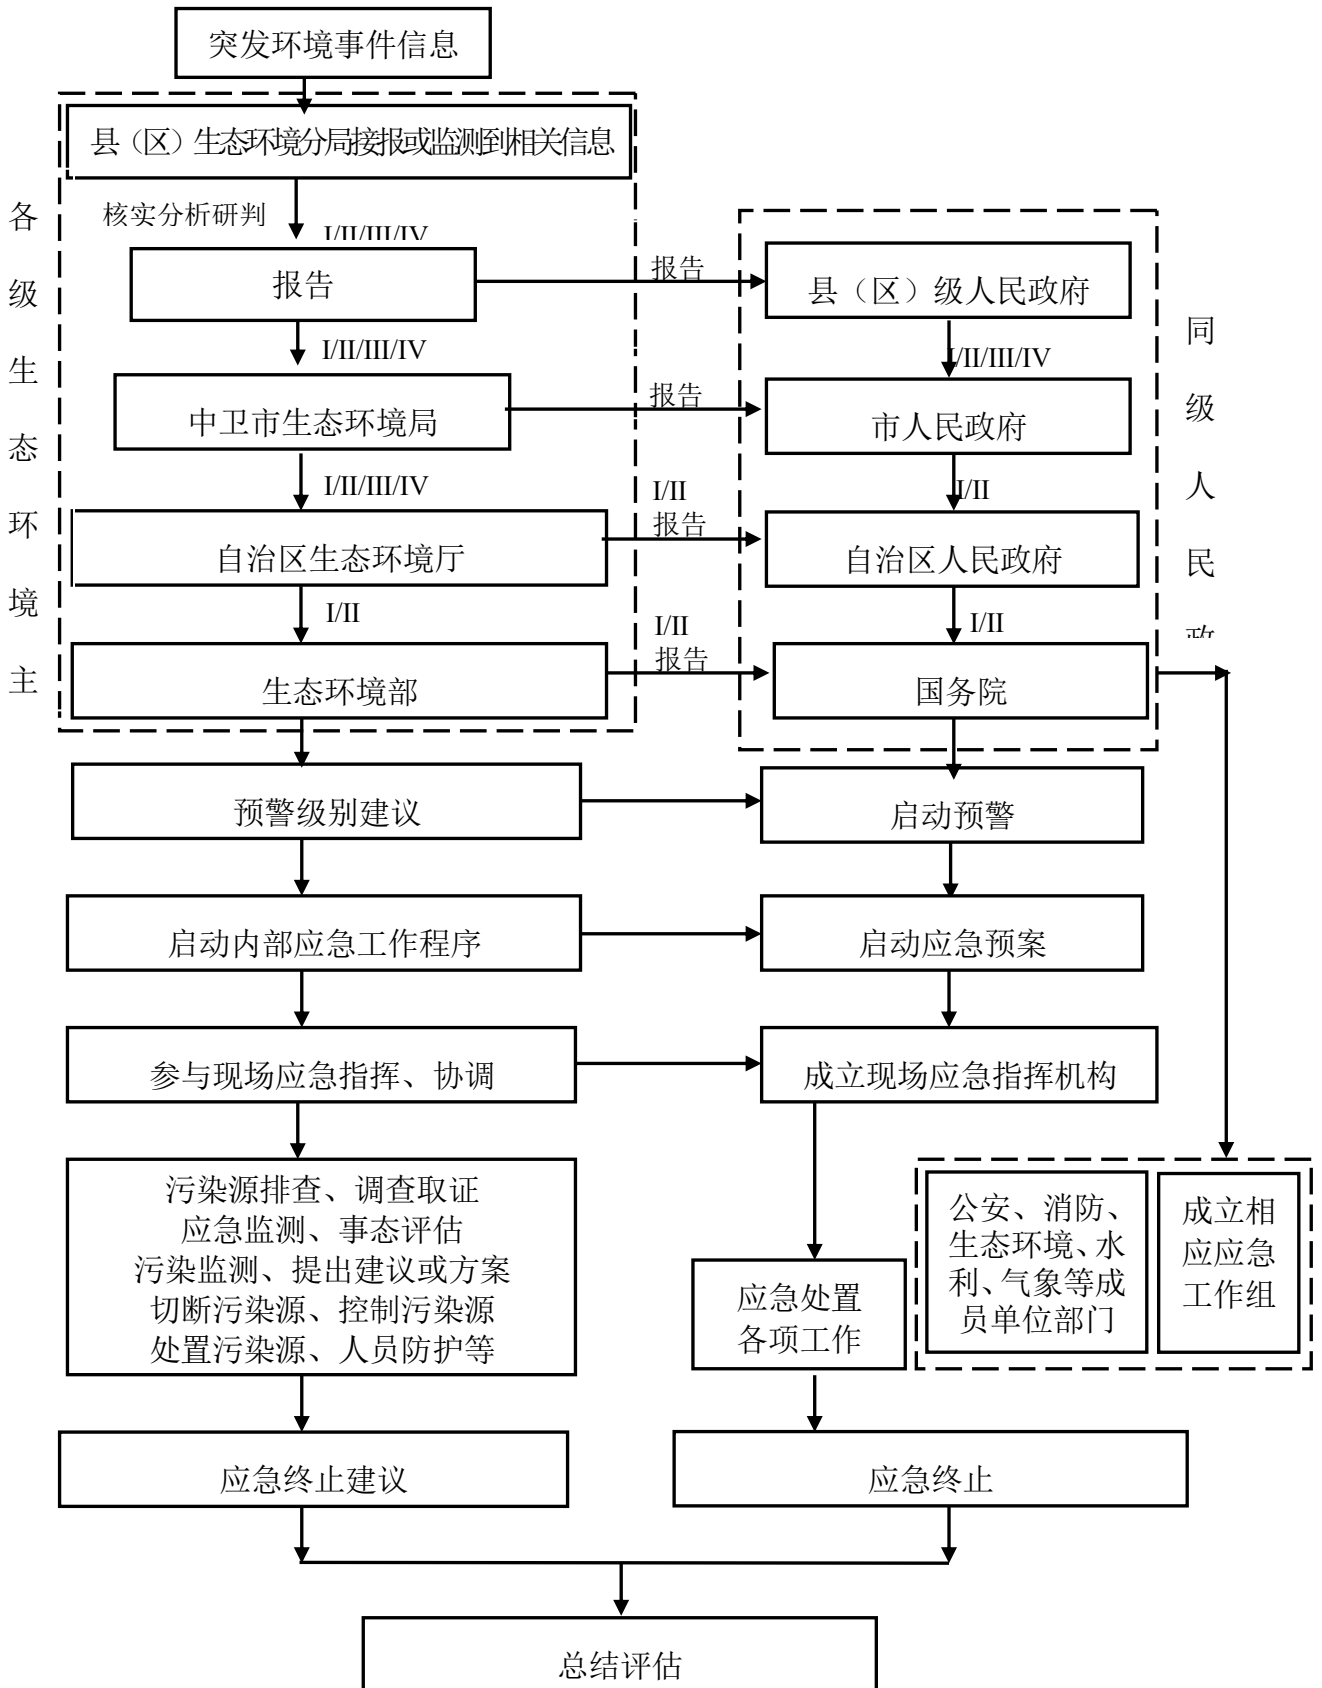 突发环境事件信息
县（区）生态环境分局接报或监测到相关信息
各级生态环境主
核实分析研判
I/II/III/IV
报告
报告
县（区）级人民政府
同级人民政
I/II/III/IV
I/II/III/IV
中卫市生态环境局
报告
市人民政府
I/II/III/IV
I/II
报告
I/II
自治区生态环境厅
自治区人民政府
I/II
I/II
报告
I/II
生态环境部
国务院
预警级别建议
启动预警
启动内部应急工作程序
启动应急预案
参与现场应急指挥、协调
成立现场应急指挥机构
污染源排查、调查取证
应急监测、事态评估
污染监测、提出建议或方案
切断污染源、控制污染源
处置污染源、人员防护等
应急处置
各项工作
公安、消防、
生态环境、水
利、气象等成
员单位部门
成立相
应应急
工作组
应急终止建议
应急终止
总结评估